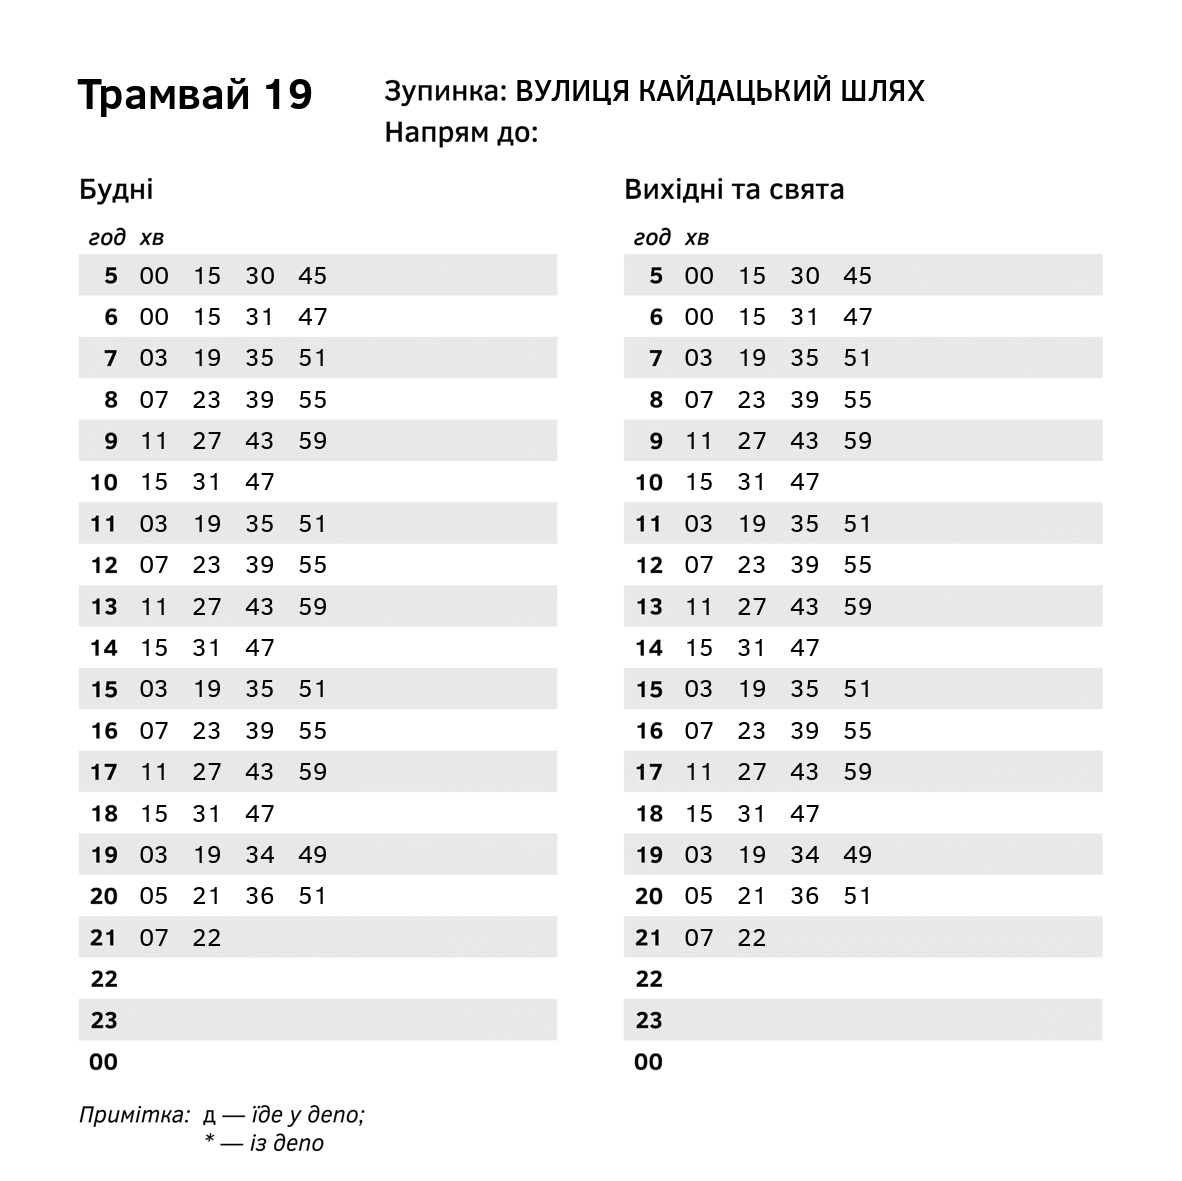 Трамвай 19
Зупинка: ВУЛИЦЯ КАЙДАЦЬКИЙ ШЛЯХ
Напрям до:
Будні
год хв
5 00 15 30 45
6 00 15 31 47
7 03 19 35 51
8 07 23 39 55
9 11 27 43 59
10 15 31 47
11 03 19 35 51
12 07 23 39 55
13 11 27 43 59
14 15 31 47
15 03 19 35 51
16 07 23 39 55
17 11 27 43 59
18 15 31 47
19 03 19 34 49
20 05 21 36 51
21 07 22
22
23
00
Вихідні та свята
год хв
5 00 15 30 45
6 00 15 31 47
7 03 19 35 51
8 07 23 39 55
9 11 27 43 59
10 15 31 47
11 03 19 35 51
12 07 23 39 55
13 11 27 43 59
14 15 31 47
15 03 19 35 51
16 07 23 39 55
17 11 27 43 59
18 15 31 47
19 03 19 34 49
20 05 21 36 51
21 07 22
22
23
00
Примітка: д — їде у депо;
* — із депо